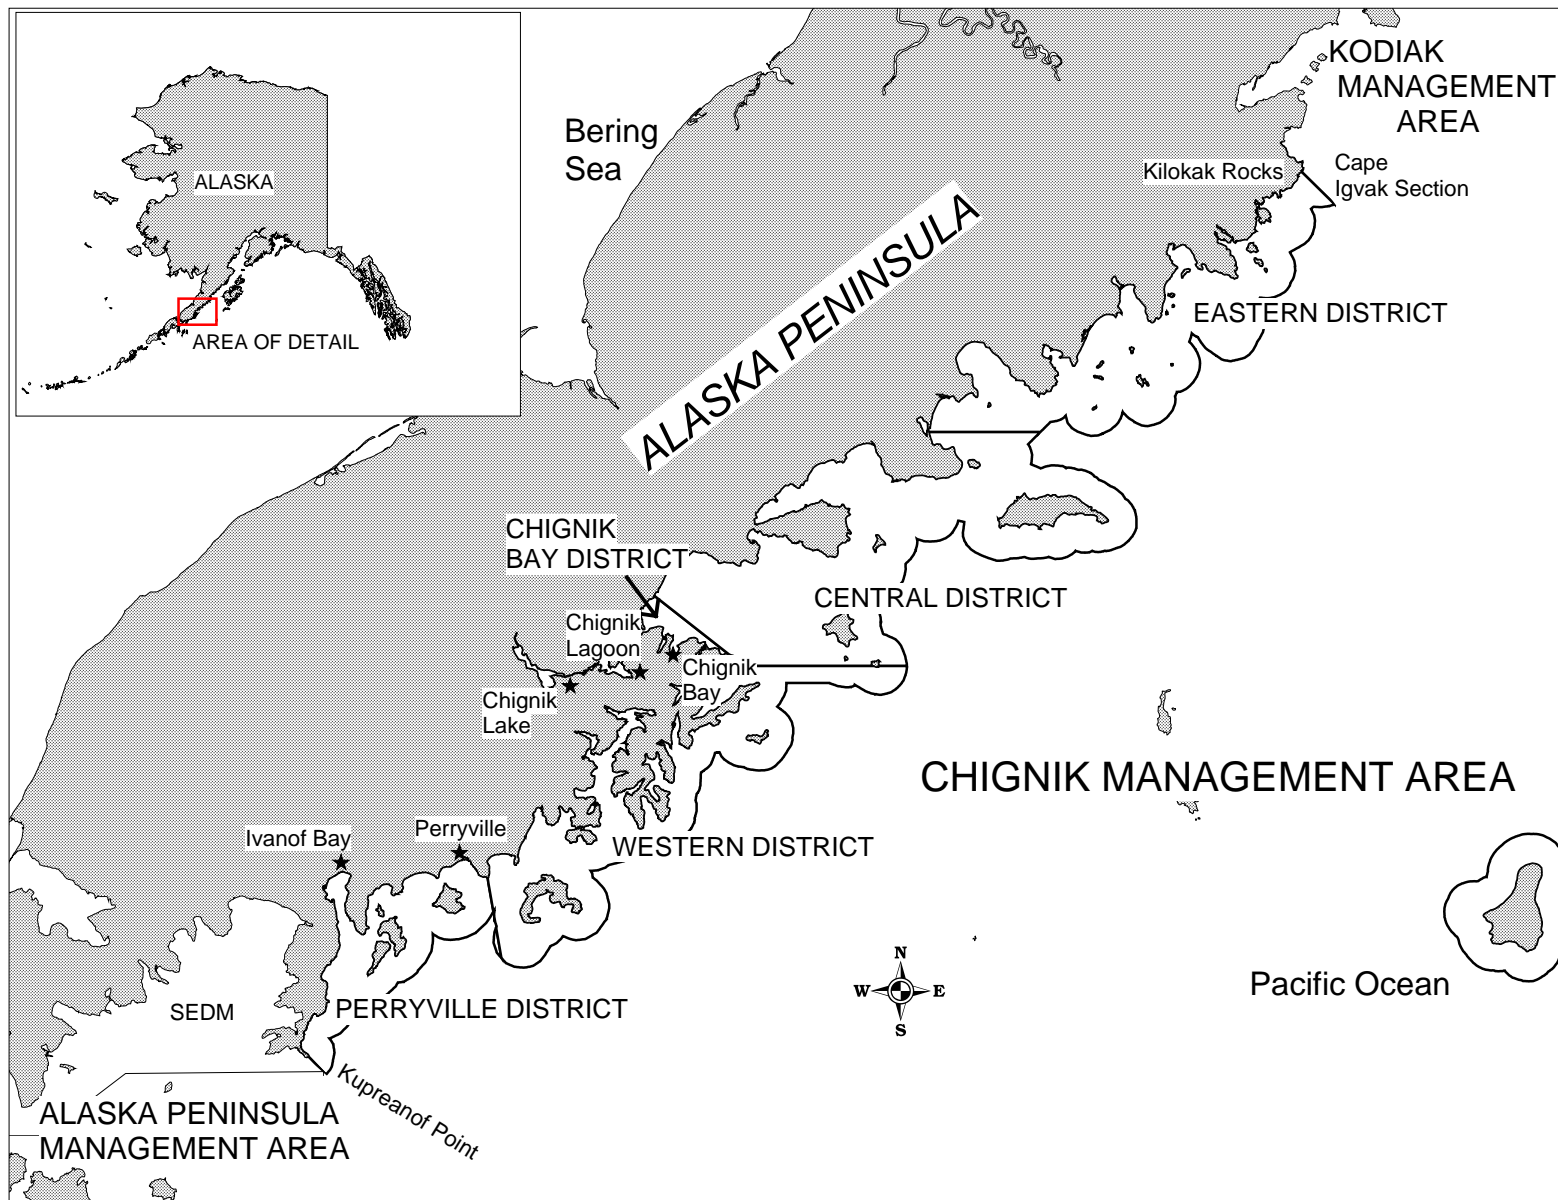 KODIAK
MANAGEMENT
AREA
Bering
Sea
ALASKA
Kilokak Rocks
Cape
Igvak Section
ALASKA PENINSULA
EASTERN DISTRICT
AREA OF DETAIL
CHIGNIK
BAY DISTRICT
CENTRAL DISTRICT
Chignik
Lagoon
Chignik
Bay
Chignik
Lake
CHIGNIK MANAGEMENT AREA
Ivanof Bay
Perryville
WESTERN DISTRICT
N
W E
S
Pacific Ocean
SEDM
PERRYVILLE DISTRICT
Kupreanof Point
ALASKA PENINSULA
MANAGEMENT AREA